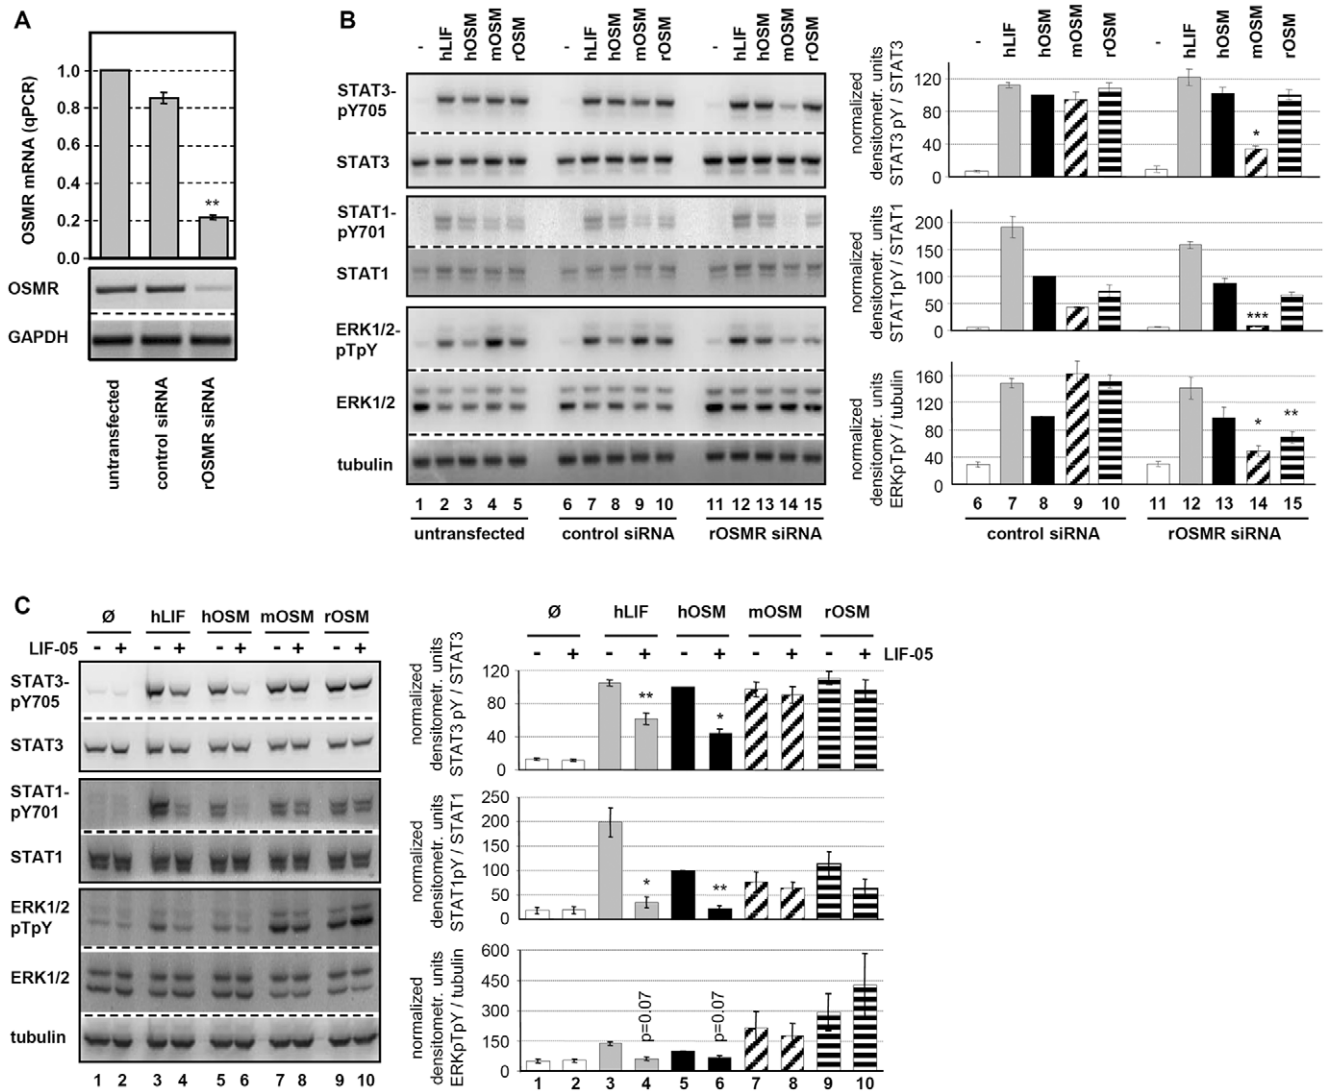 A
OSMR mRNA (qPCR)
1.0
0.8
0.6
0.4
0.2
0.0
**
OSMR
GAPDH
untransfected
control siRNA
rOSMR siRNA
B
- hLIF hOSM mOSM rOSM - hLIF hOSM mOSM rOSM - hLIF hOSM mOSM rOSM
STAT3-
pY705
STAT3
STAT1-
pY701
STAT1
ERK1/2-
pTpY
ERK1/2
tubulin
1 2 3 4 5 6 7 8 9 10 11 12 13 14 15
untransfected control siRNA rOSMR siRNA
- hLIF hOSM mOSM rOSM - hLIF hOSM mOSM rOSM
normalized
densitometr. units
STAT3 pY / STAT3
120
80
40
0
*
normalized
densitometr. units
STAT1pY / STAT1
200
150
100
50
0
***
normalized
densitometr. units
ERKpTpY / tubulin
160
120
80
40
0
* **
6 7 8 9 10 11 12 13 14 15
control siRNA rOSMR siRNA
C
Ø hLIF hOSM mOSM rOSM
LIF-05 - + - + - + - + - +
STAT3-
pY705
STAT3
STAT1-
pY701
STAT1
ERK1/2
pTpY
ERK1/2
tubulin
1 2 3 4 5 6 7 8 9 10
Ø hLIF hOSM mOSM rOSM
- + - + - + - + - + LIF-05
normalized
densitometr. units
STAT3 pY / STAT3
120
80
40
0
** *
normalized
densitometr. units
STAT1pY / STAT1
250
200
150
100
50
0
* **
normalized
densitometr. units
ERKpTpY / tubulin
600
450
300
150
0
p=0.07 p=0.07
1 2 3 4 5 6 7 8 9 10